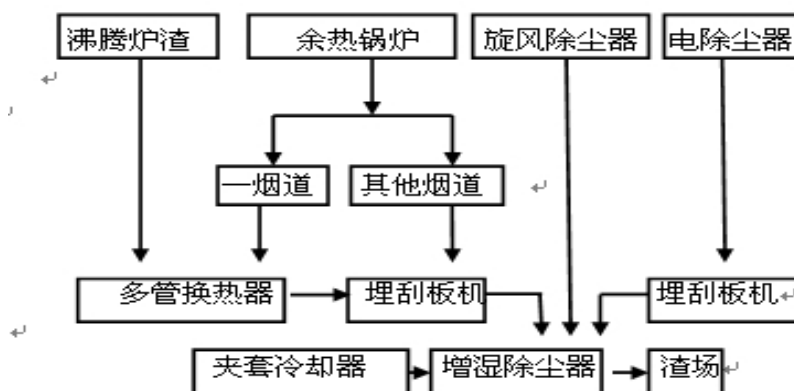 沸腾炉渣 余热锅炉 旋风除尘器 电除尘器
一烟道 其他烟道
多管换热器 埋刮板机 埋刮板机
夹套冷却器 增湿除尘器 渣场